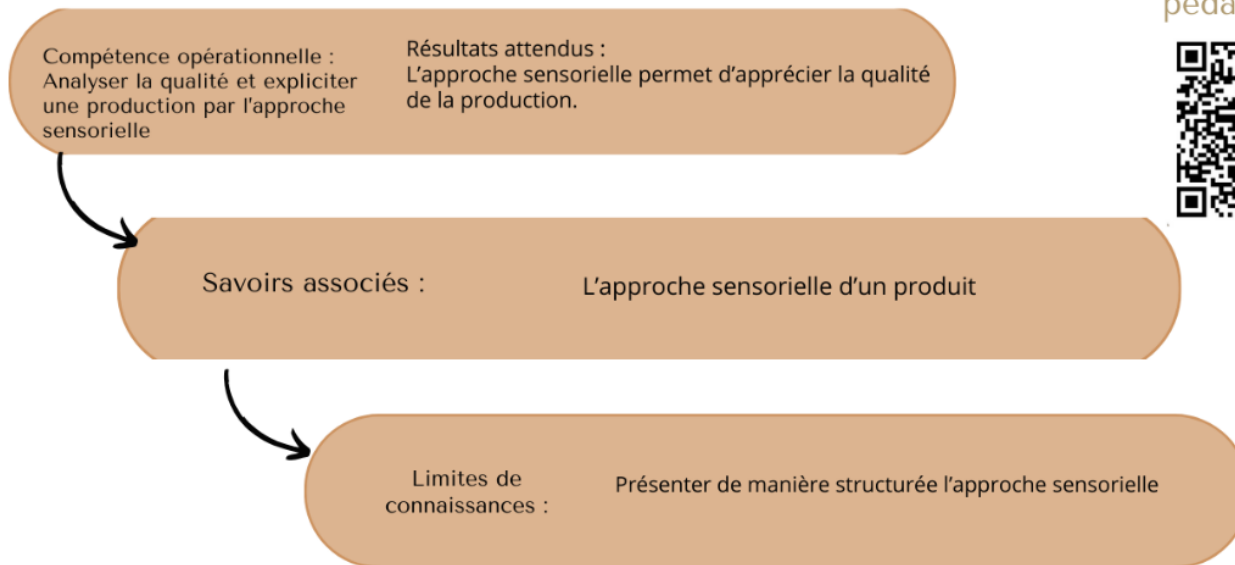 péda
Compétence opérationnelle :
Analyser la qualité et expliciter
une production par l'approche
sensorielle
Résultats attendus :
L'approche sensorielle permet d'apprécier la qualité
de la production.
Savoirs associés :
L'approche sensorielle d'un produit
Limites de
connaissances :
Présenter de manière structurée l'approche sensorielle